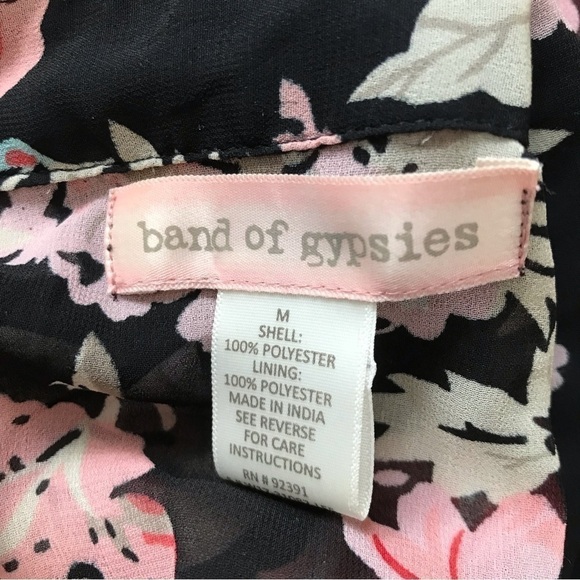 band of gypsies
M
SHELL:
100% POLYESTER
LINING:
100% POLYESTER
MADE IN INDIA
SEE REVERSE
FOR CARE
INSTRUCTIONS
RN # 92391